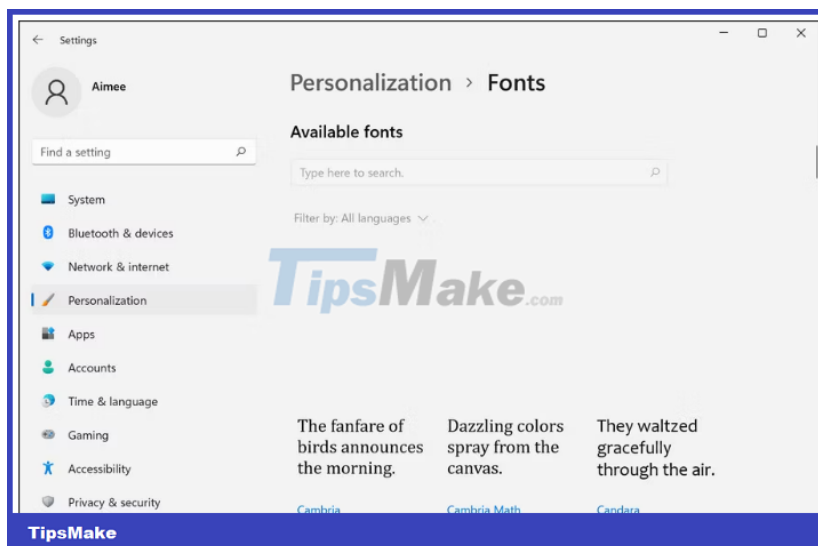 Settings
Aimee
Find a setting
System
Bluetooth & devices
Network & internet
Personalization
Apps
Accounts
Time & language
Gaming
Accessibility
Privacy & security
Personalization > Fonts
Available fonts
Type here to search.
Filter by: All languages
TipsMake.com
The fanfare of
birds announces
the morning.
Cambria
Dazzling colors
spray from the
canvas.
Cambria Math
They waltzed
gracefully
through the air.
Candara
TipsMake